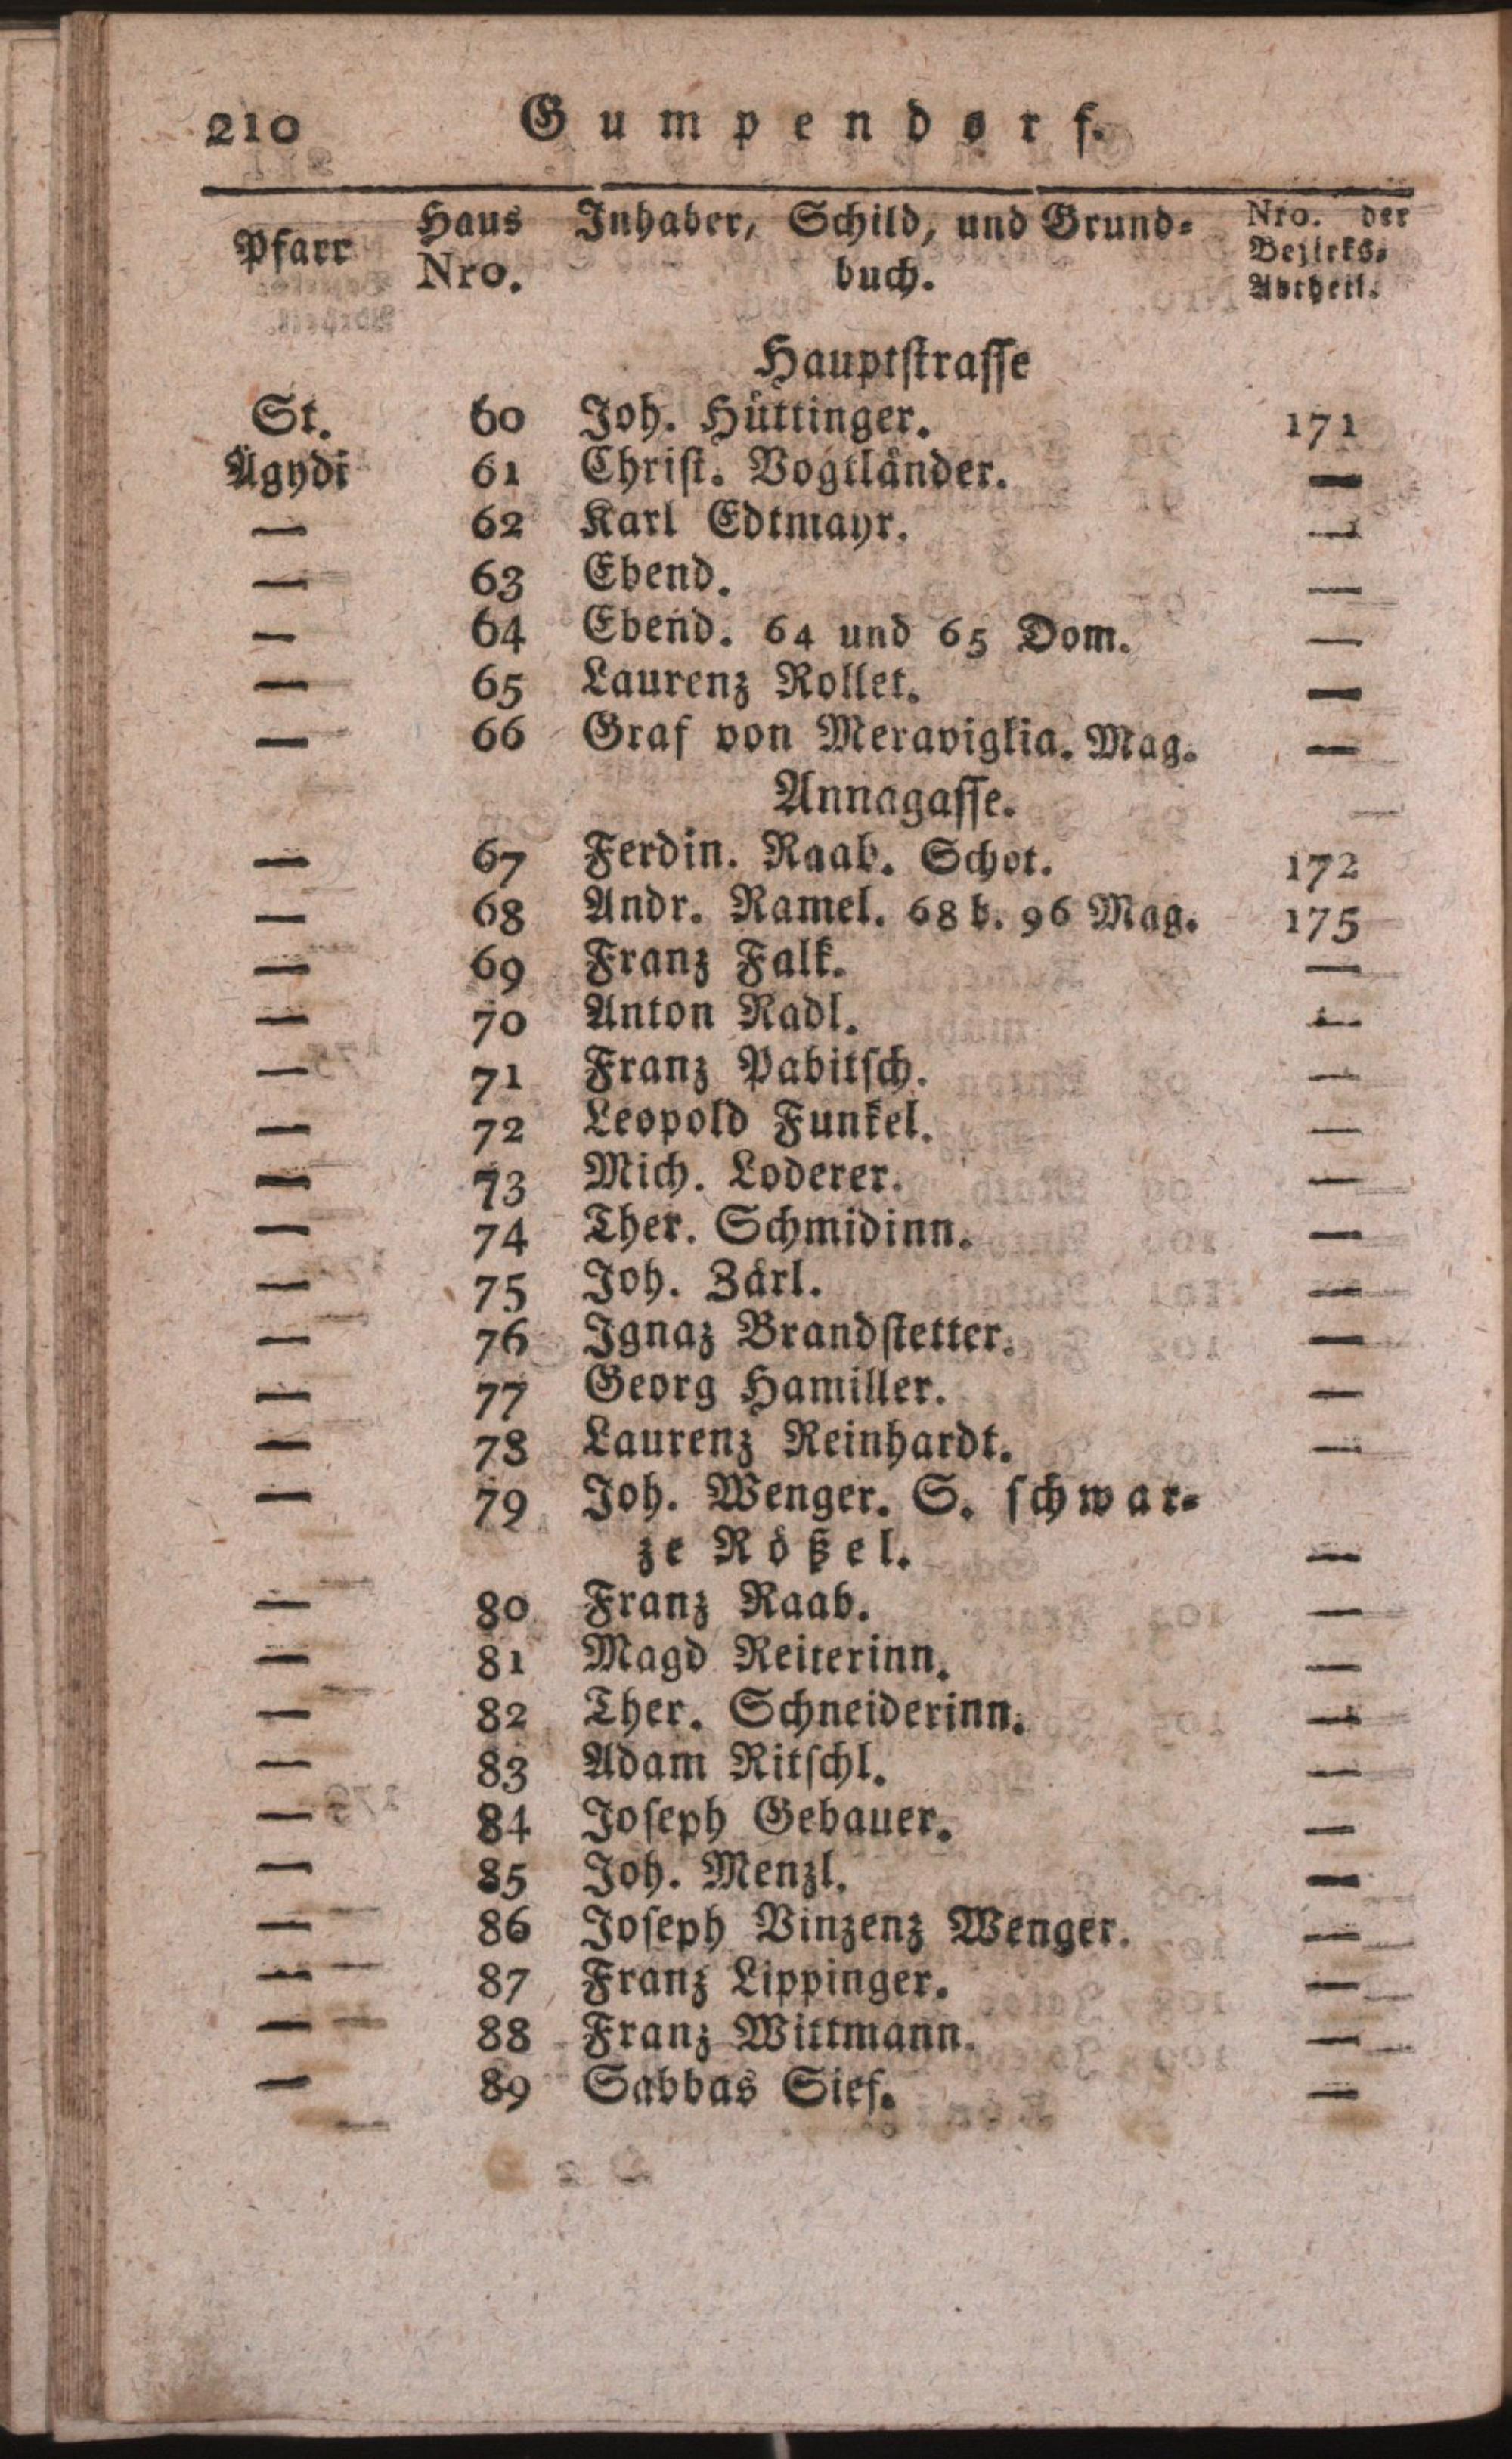 210 Gumpendorf.
Pfarr Haus Nro. Inhaber, Schild, und Grund-buch. Nro. der Bezirks-Abtheil.
Hauptstrasse
St. 60 Joh. Hüttinger. 171
Ägydi 61 Christ. Vogtländer. —
— 62 Karl Edtmayr. —
— 63 Ebend. —
— 64 Ebend. 64 und 65 Dom. —
— 65 Laurenz Rollet. —
— 66 Graf von Meraviglia. Mag. —
Annagasse.
— 67 Ferdin. Raab. Schot. 172
— 68 Andr. Ramel. 68 b. 96 Mag. 175
— 69 Franz Falk. —
— 70 Anton Radl. —
— 71 Franz Pabitsch. —
— 72 Leopold Funkel. —
— 73 Mich. Loderer. —
— 74 Ther. Schmidinn. —
— 75 Joh. Zärl. —
— 76 Ignaz Brandstetter. —
— 77 Georg Hamiller. —
— 78 Laurenz Reinhardt. —
— 79 Joh. Wenger. S. schwar-
ze Rößel. —
— 80 Franz Raab. —
— 81 Magd Reiterinn. —
— 82 Ther. Schneiderinn. —
— 83 Adam Ritschl. —
— 84 Joseph Gebauer. —
— 85 Joh. Menzl. —
— 86 Joseph Vinzenz Wenger. —
— 87 Franz Lippinger. —
— 88 Franz Wittmann. —
— 89 Sabbas Sief. —